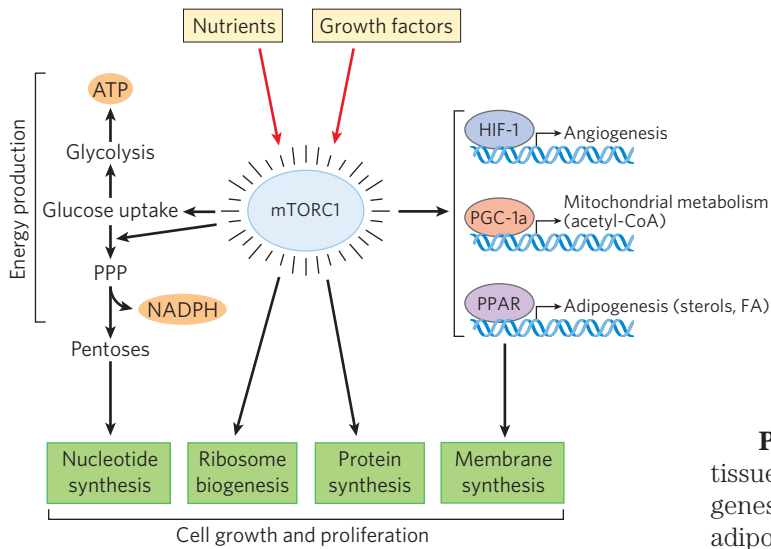 Nutrients
Growth factors
Energy production
ATP
Glycolysis
Glucose uptake
PPP
NADPH
Pentoses
mTORC1
HIF-1
Angiogenesis
PGC-1a
Mitochondrial metabolism
(acetyl-CoA)
PPAR
Adipogenesis (sterols, FA)
Nucleotide
synthesis
Ribosome
biogenesis
Protein
synthesis
Membrane
synthesis
Cell growth and proliferation
P
tissue
genes
adipo